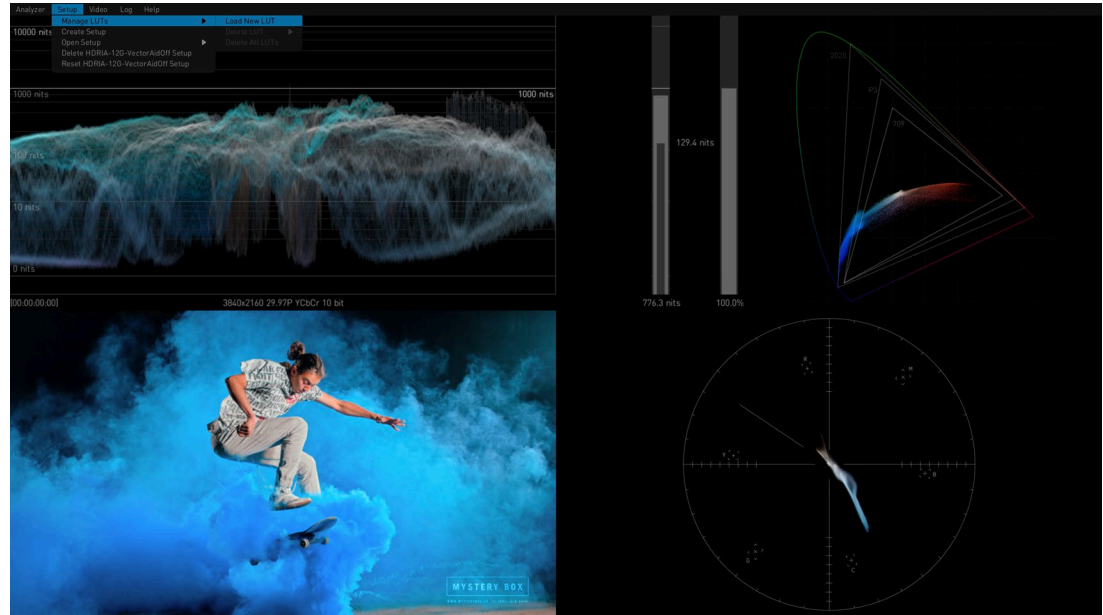 Analyzer Setup Video Log Help
Manage LUTs
Create Setup
Open Setup
Delete HDRIA-12G-VectorAidOff Setup
Reset HDRIA-12G-VectorAidOff Setup
Load New LUT
Delete LUT
Delete All LUTs
10000 nits
1000 nits
1000 nits
100 nits
10 nits
0 nits
129.4 nits
776.3 nits
100.0%
2020
P3
709
[00:00:00:00]
3840x2160 29.97P YCbCr 10 bit
MYSTERY BOX
R
M
Y
B
G
C